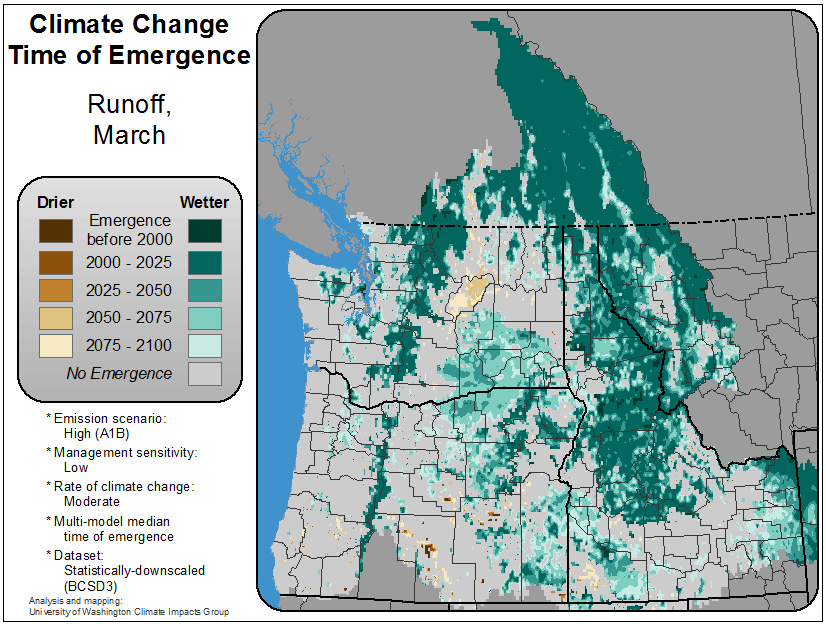 Climate Change
Time of Emergence
Runoff,
March
Drier Wetter
Emergence
before 2000
2000 - 2025
2025 - 2050
2050 - 2075
2075 - 2100
No Emergence
* Emission scenario:
High (A1B)
* Management sensitivity:
Low
* Rate of climate change:
Moderate
* Multi-model median
time of emergence
* Dataset:
Statistically-downscaled
(BCSD3)
Analysis and mapping:
University of Washington Climate Impacts Group